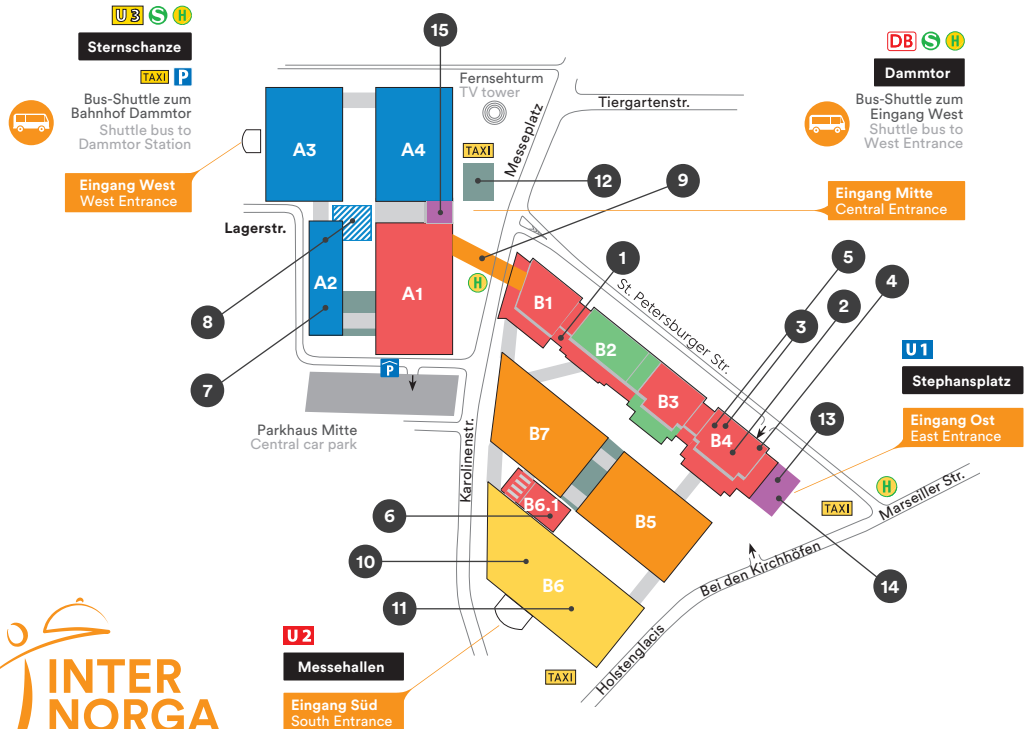 U3 S H
Sternschanze
TAXI P
Bus-Shuttle zum
Bahnhof Dammtor
Shuttle bus to
Dammtor Station
Eingang West
West Entrance
15
Fernsehturm
TV tower
Messeplatz
Tiergartenstr.
DB S H
Dammtor
Bus-Shuttle zum
Eingang West
Shuttle bus to
West Entrance
Eingang Mitte
Central Entrance
A3
A4
TAXI
12
9
Lagerstr.
A2
A1
H
8
7
P
Parkhaus Mitte
Central car park
Karolinenstr.
1
St. Petersburger Str.
5
4
2
3
B1
B2
B3
B4
U1
Stephansplatz
Eingang Ost
East Entrance
13
H
Marseiller Str.
TAXI
14
Bei den Kirchhöfen
B7
B6.1
B5
6
10
B6
11
Holstenglacis
TAXI
U2
Messehallen
Eingang Süd
South Entrance
INTER
NORGA